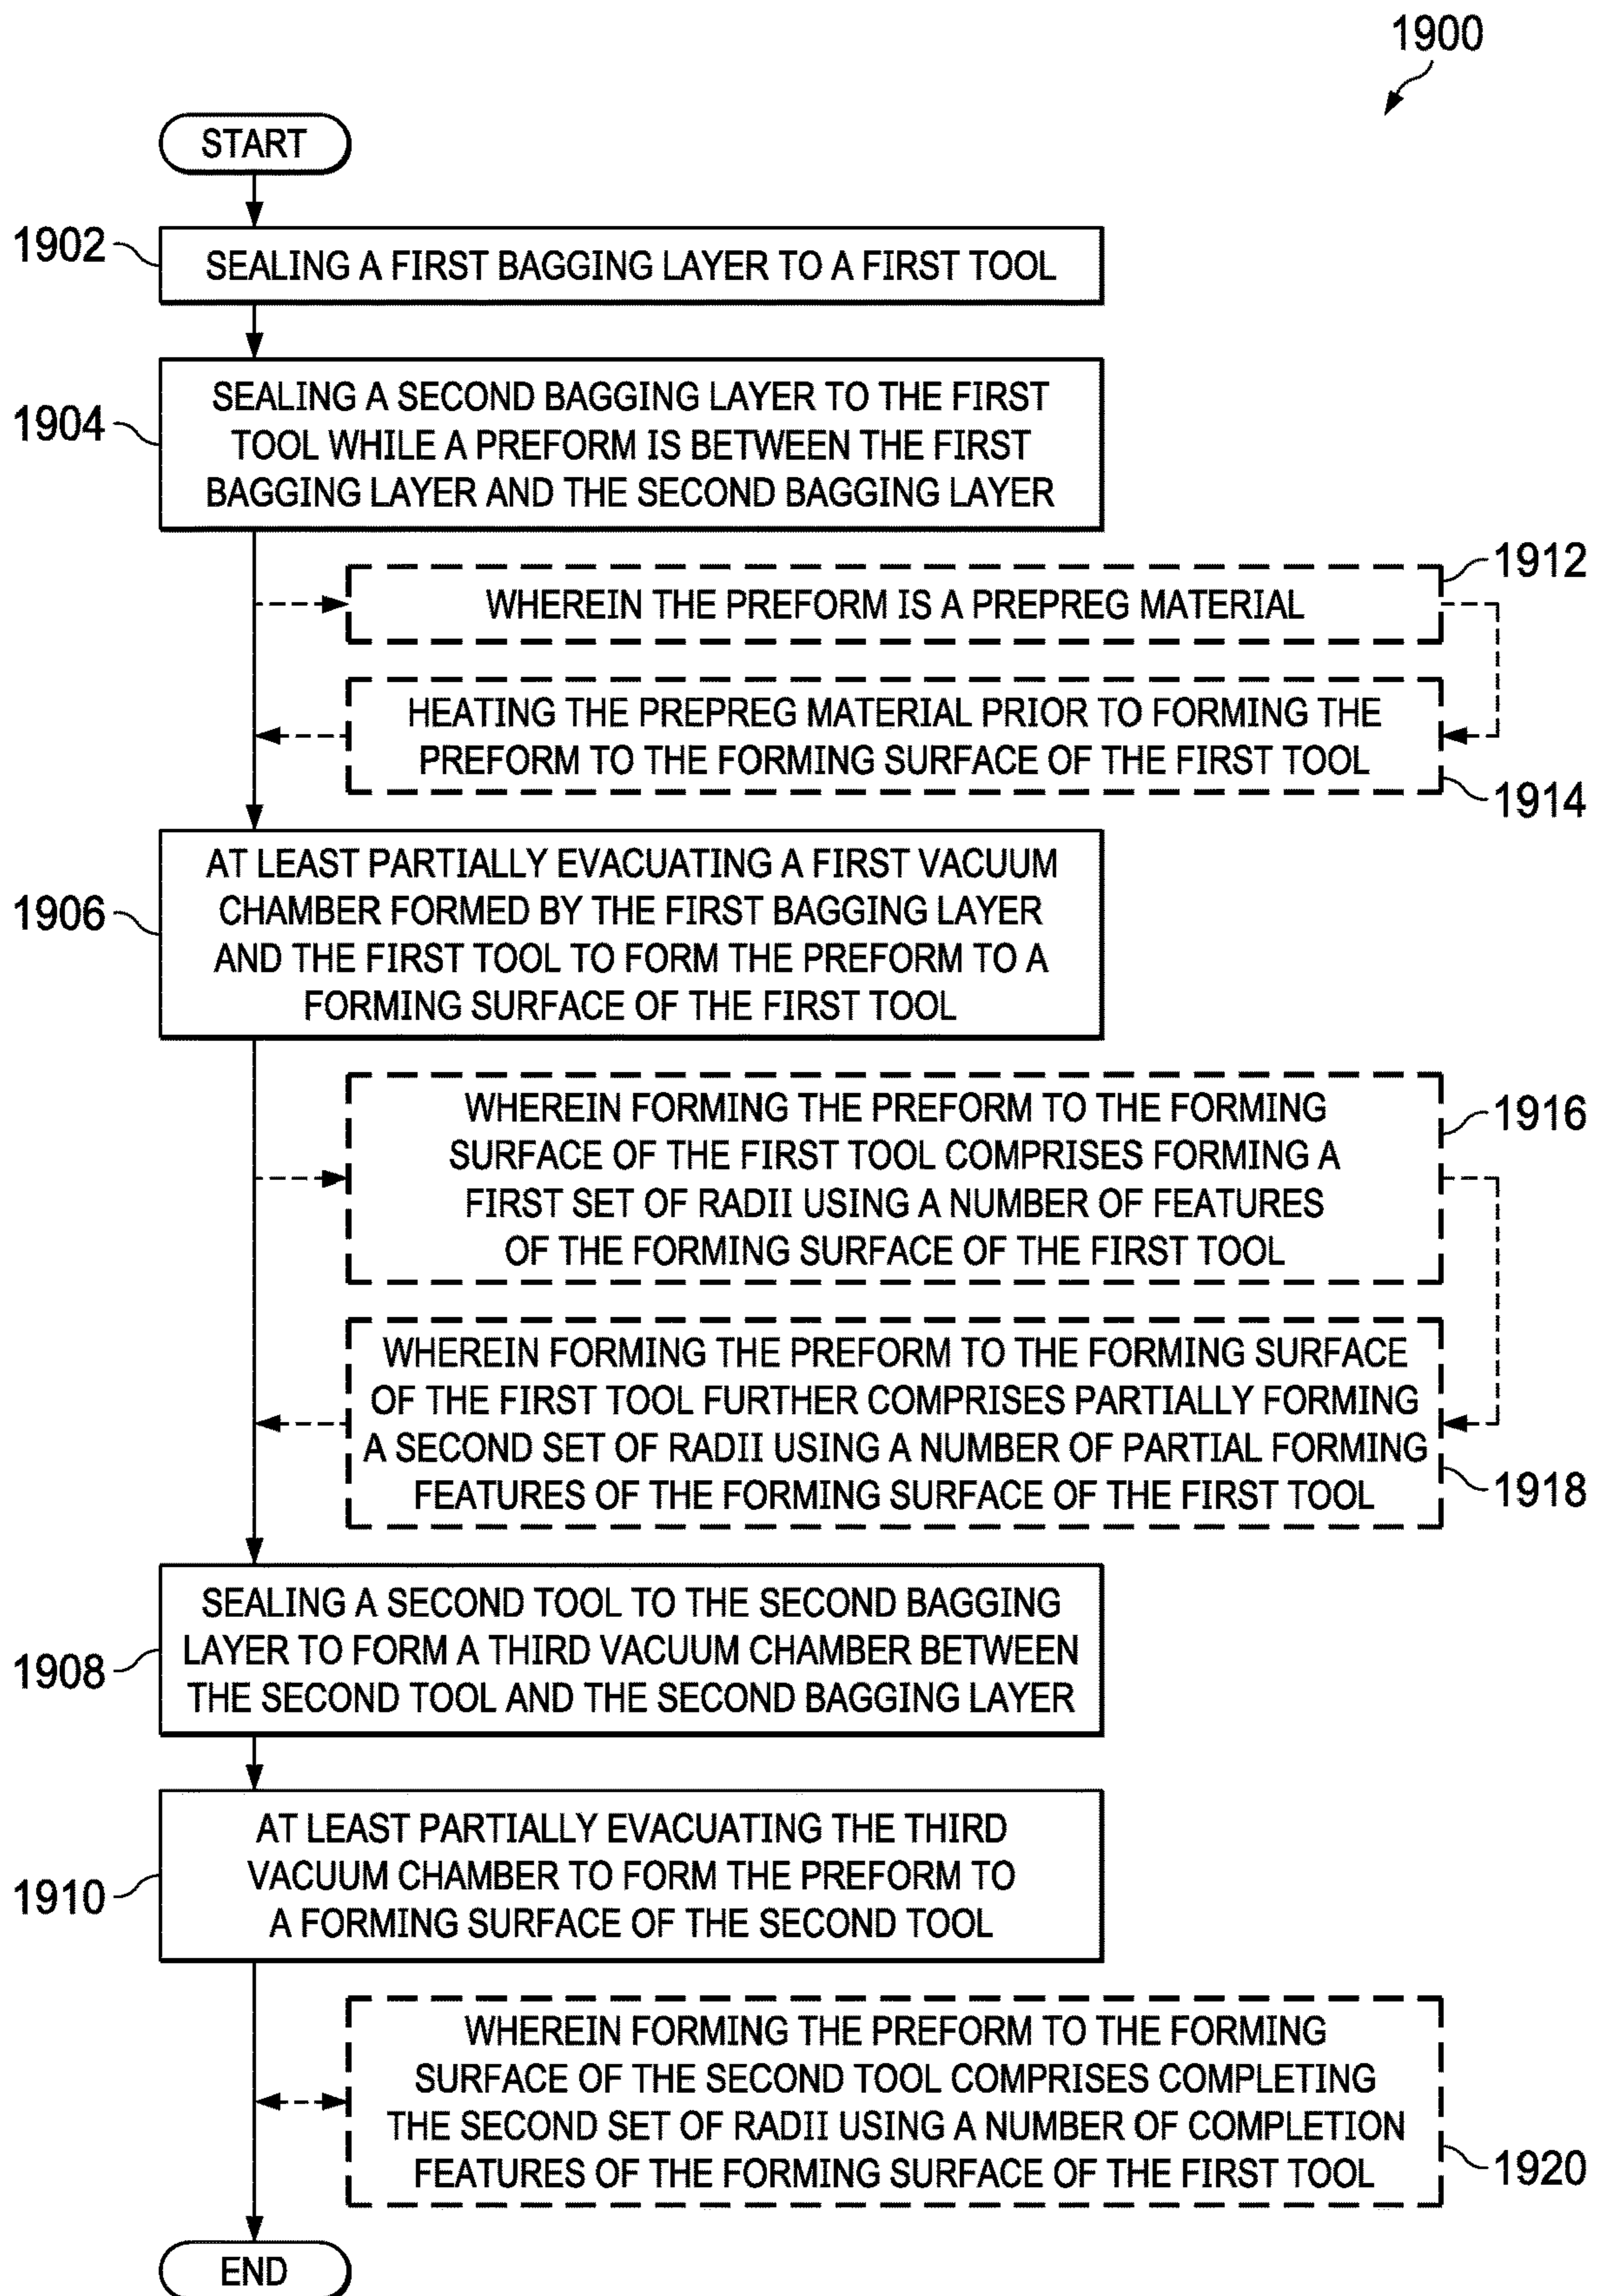 1900
START
1902
SEALING A FIRST BAGGING LAYER TO A FIRST TOOL
1904
SEALING A SECOND BAGGING LAYER TO THE FIRST
TOOL WHILE A PREFORM IS BETWEEN THE FIRST
BAGGING LAYER AND THE SECOND BAGGING LAYER
1912
WHEREIN THE PREFORM IS A PREPREG MATERIAL
HEATING THE PREPREG MATERIAL PRIOR TO FORMING THE
PREFORM TO THE FORMING SURFACE OF THE FIRST TOOL
1914
1906
AT LEAST PARTIALLY EVACUATING A FIRST VACUUM
CHAMBER FORMED BY THE FIRST BAGGING LAYER
AND THE FIRST TOOL TO FORM THE PREFORM TO A
FORMING SURFACE OF THE FIRST TOOL
1916
WHEREIN FORMING THE PREFORM TO THE FORMING
SURFACE OF THE FIRST TOOL COMPRISES FORMING A
FIRST SET OF RADII USING A NUMBER OF FEATURES
OF THE FORMING SURFACE OF THE FIRST TOOL
WHEREIN FORMING THE PREFORM TO THE FORMING SURFACE
OF THE FIRST TOOL FURTHER COMPRISES PARTIALLY FORMING
A SECOND SET OF RADII USING A NUMBER OF PARTIAL FORMING
FEATURES OF THE FORMING SURFACE OF THE FIRST TOOL
1918
1908
SEALING A SECOND TOOL TO THE SECOND BAGGING
LAYER TO FORM A THIRD VACUUM CHAMBER BETWEEN
THE SECOND TOOL AND THE SECOND BAGGING LAYER
1910
AT LEAST PARTIALLY EVACUATING THE THIRD
VACUUM CHAMBER TO FORM THE PREFORM TO
A FORMING SURFACE OF THE SECOND TOOL
WHEREIN FORMING THE PREFORM TO THE FORMING
SURFACE OF THE SECOND TOOL COMPRISES COMPLETING
THE SECOND SET OF RADII USING A NUMBER OF COMPLETION
FEATURES OF THE FORMING SURFACE OF THE FIRST TOOL
1920
END